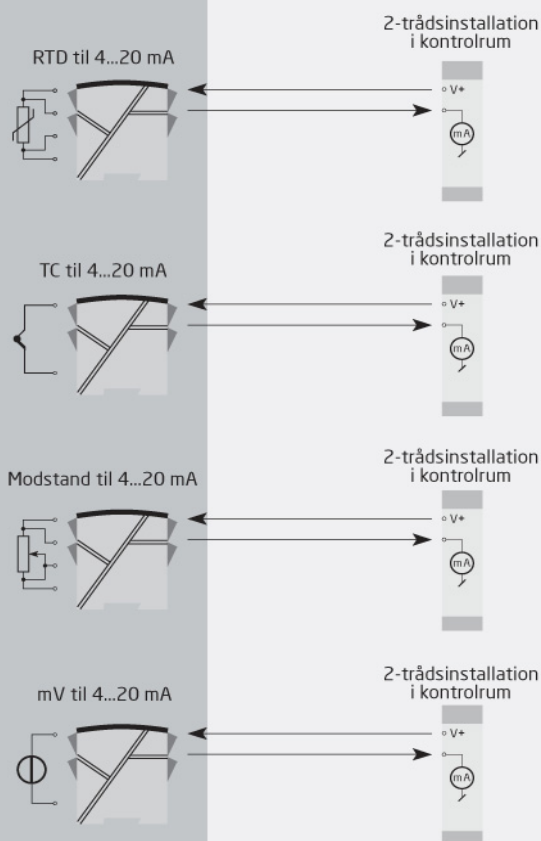 2-trådsinstallation
i kontrolrum
RTD til 4...20 mA
V+
mA
2-trådsinstallation
i kontrolrum
TC til 4...20 mA
V+
mA
2-trådsinstallation
i kontrolrum
Modstand til 4...20 mA
V+
mA
2-trådsinstallation
i kontrolrum
mV til 4...20 mA
V+
mA